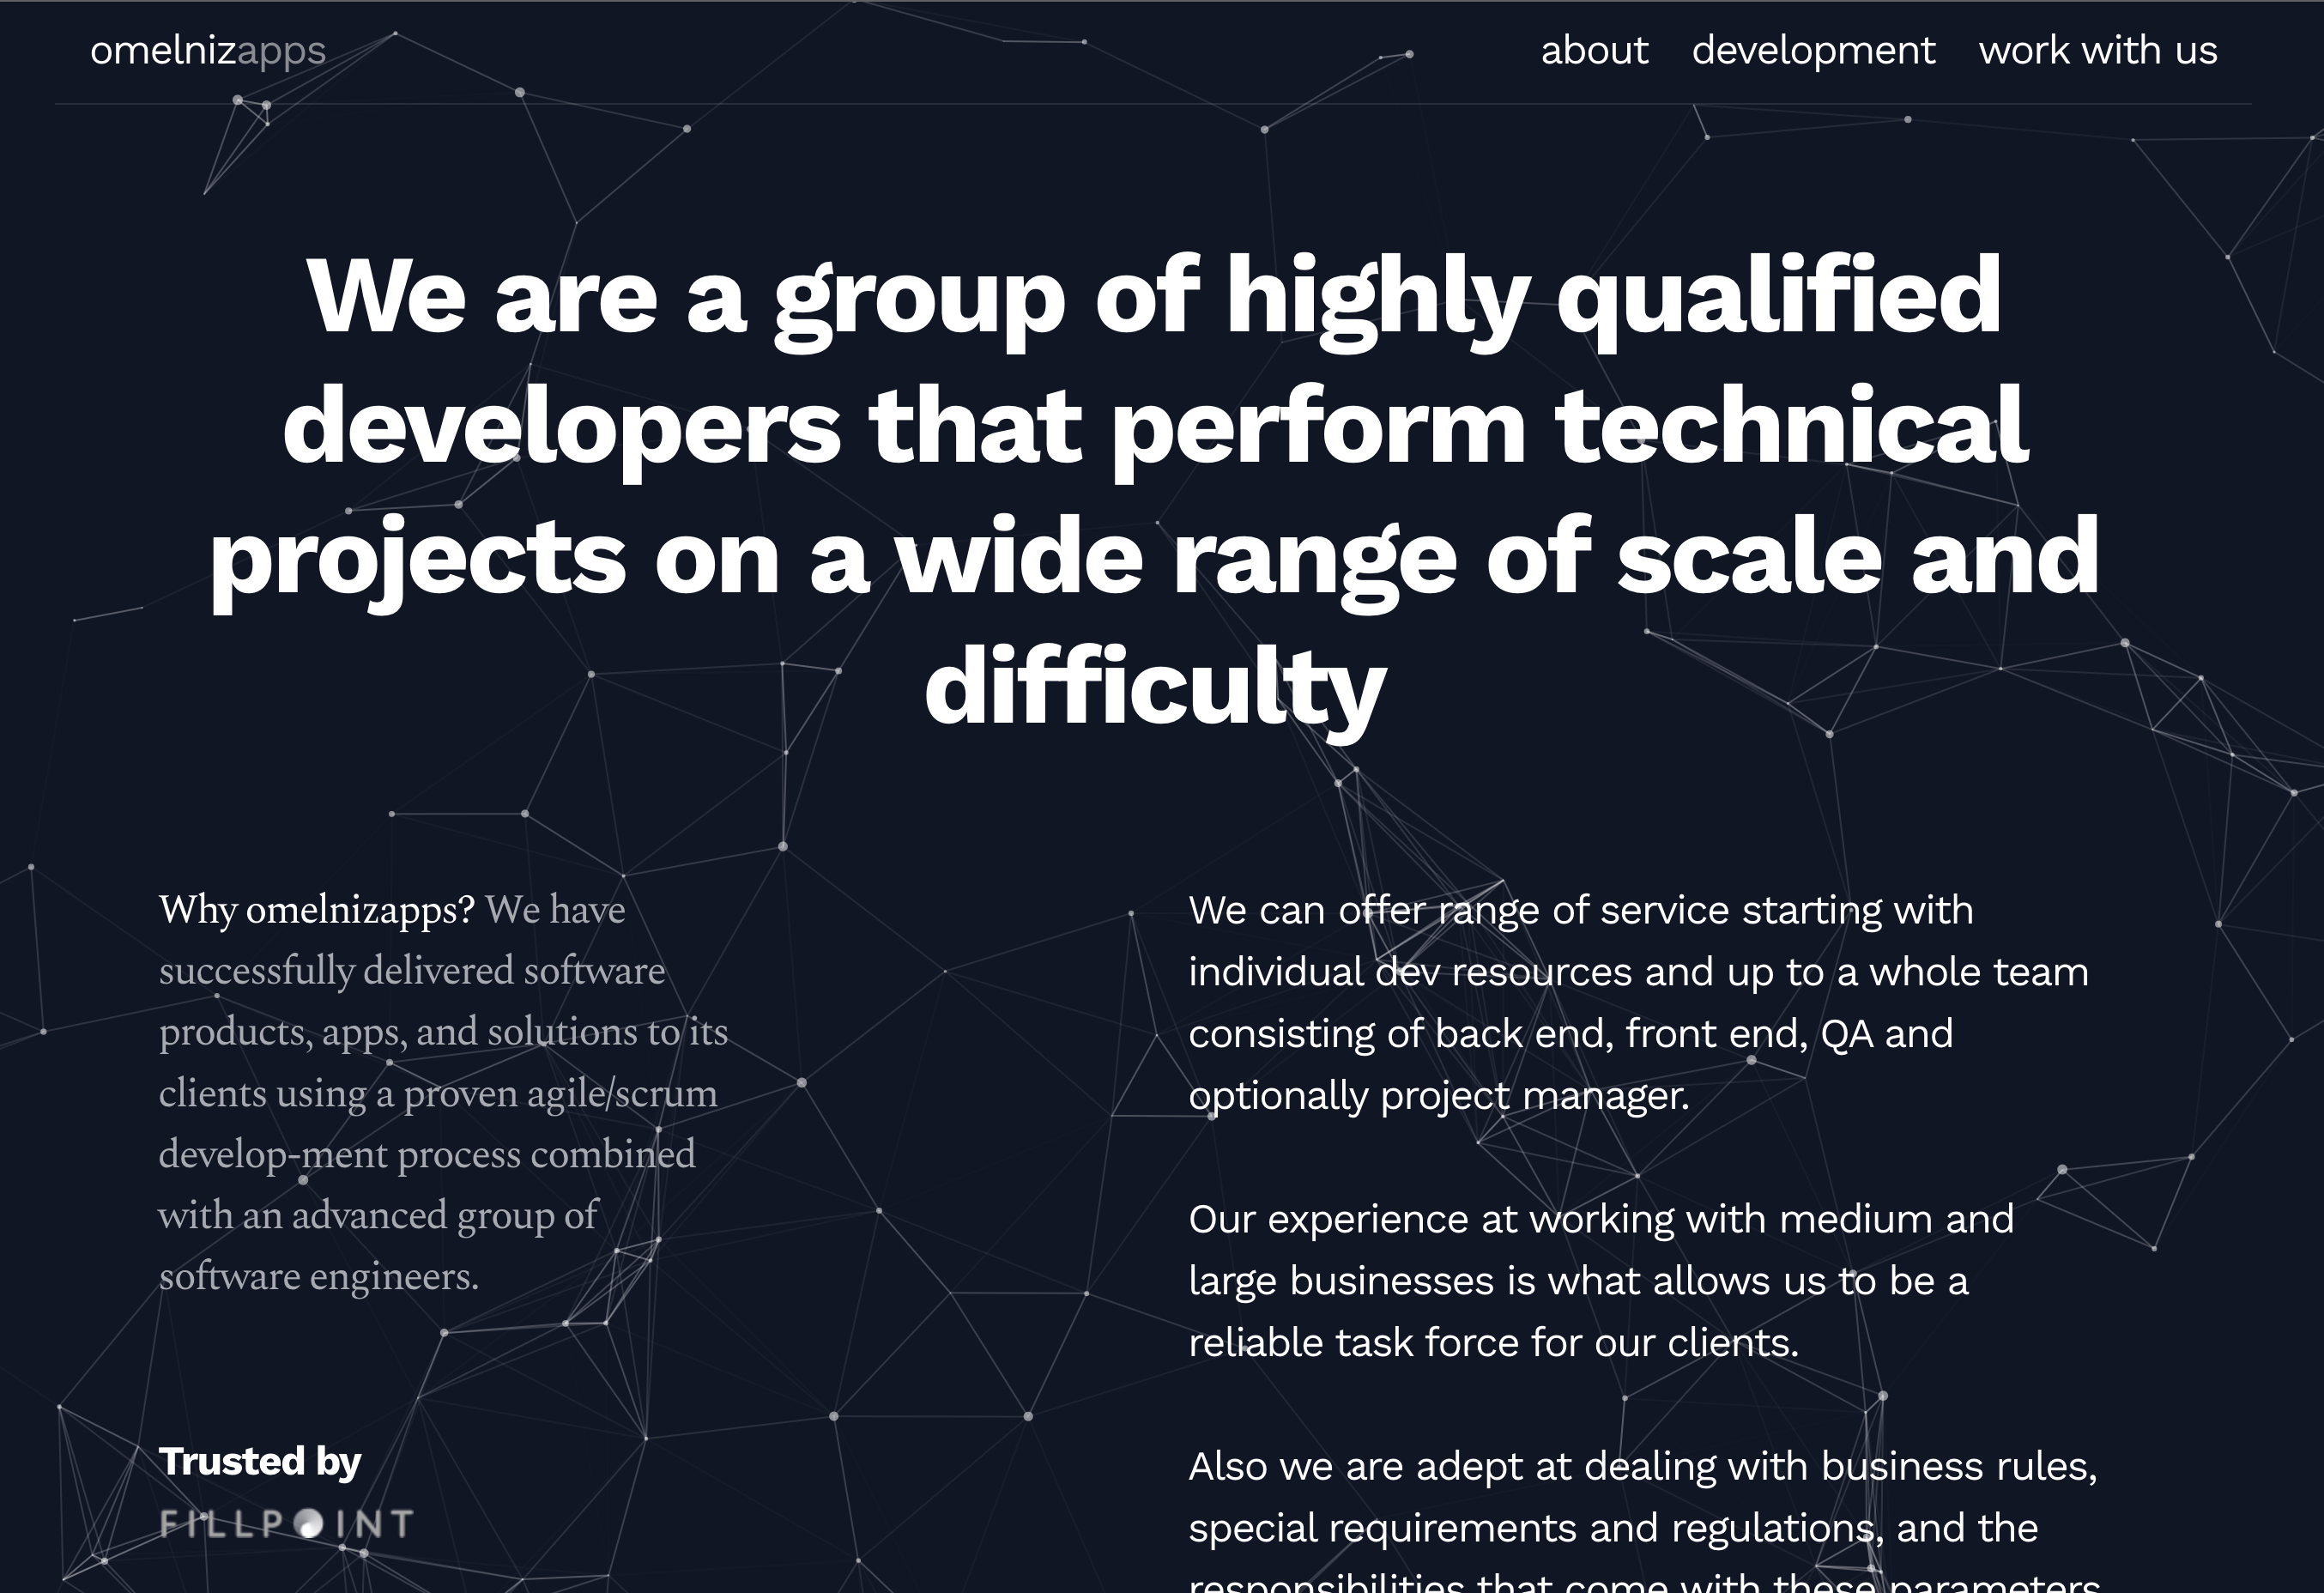 omelnizapps
about development work with us
We are a group of highly qualified
developers that perform technical
projects on a wide range of scale and
difficulty
Why omelnizapps? We have
successfully delivered software
products, apps, and solutions to its
clients using a proven agile/scrum
develop-ment process combined
with an advanced group of
software engineers.
Trusted by
FILLPOINT
We can offer range of service starting with
individual dev resources and up to a whole team
consisting of back end, front end, QA and
optionally project manager.
Our experience at working with medium and
large businesses is what allows us to be a
reliable task force for our clients.
Also we are adept at dealing with business rules,
special requirements and regulations, and the
responsibilities that come with these parameters